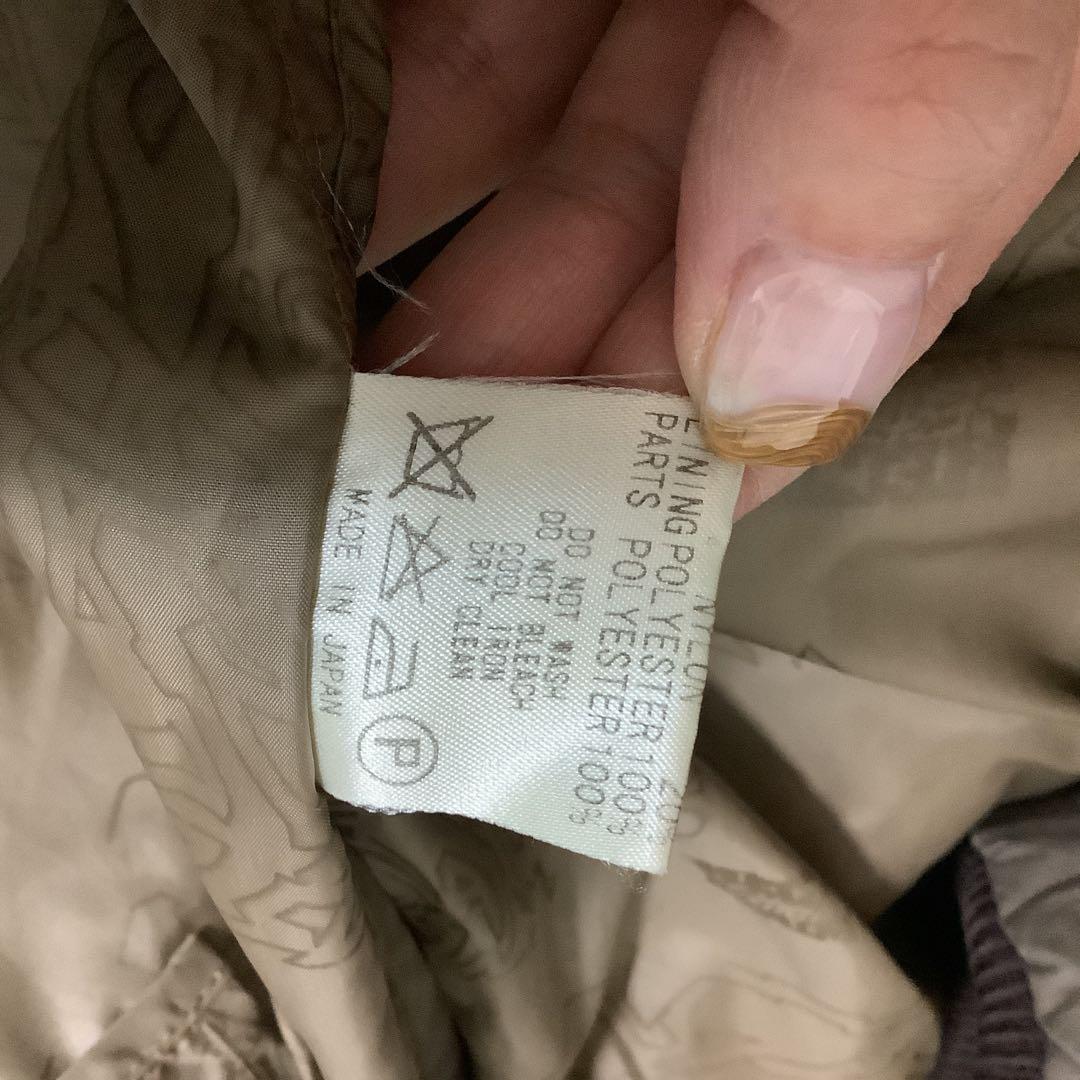 NYLON
LINING POLYESTER 100%
PARTS POLYESTER 100%
DO NOT WASH
DO NOT BLEACH
COOL IRON
DRY CLEAN
P
MADE IN JAPAN